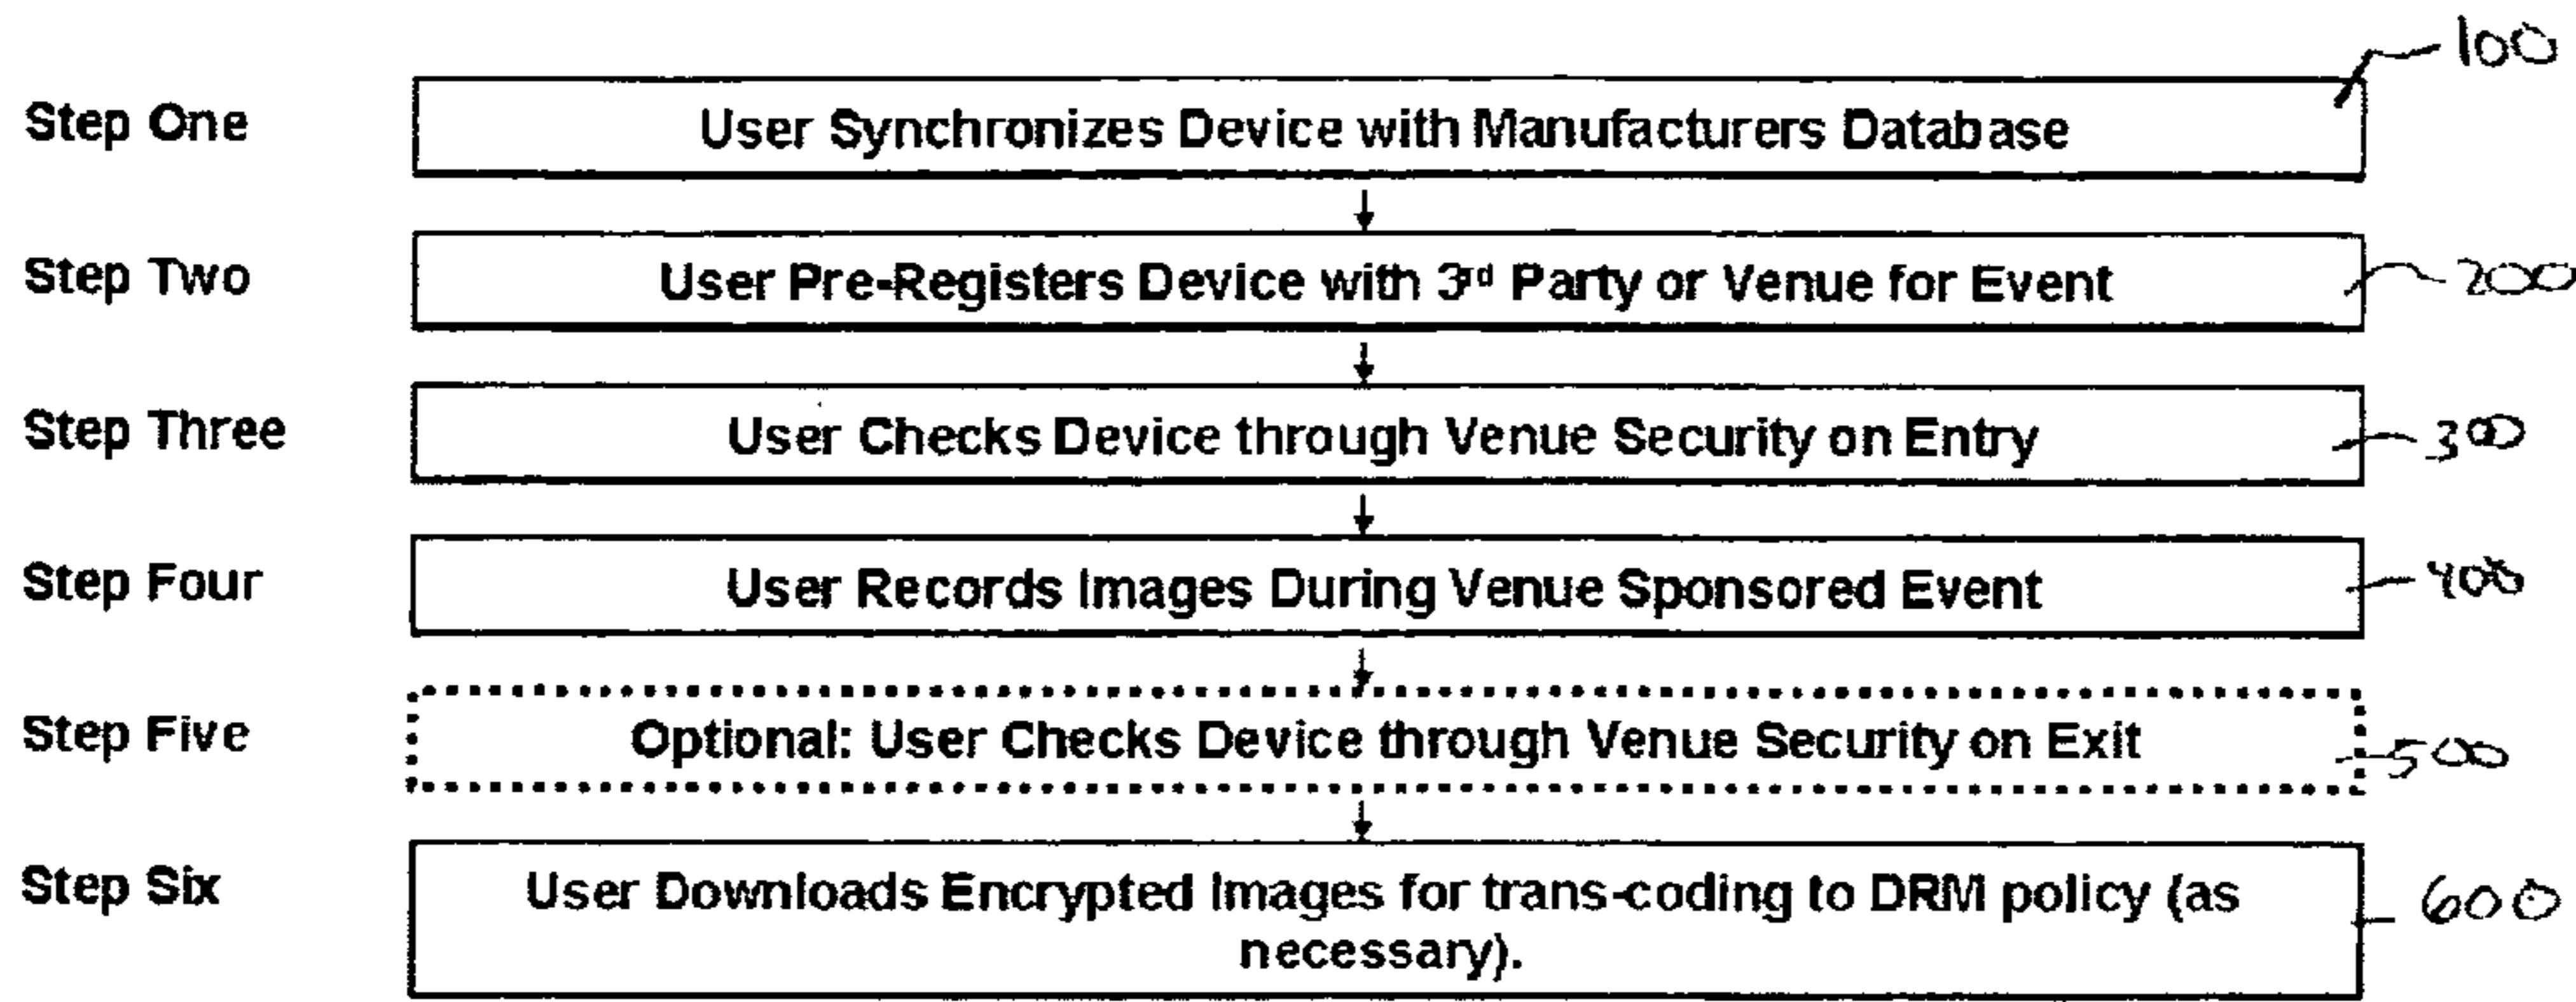 100
Step One
User Synchronizes Device with Manufacturers Database
Step Two
User Pre-Registers Device with 3rd Party or Venue for Event
200
Step Three
User Checks Device through Venue Security on Entry
300
Step Four
User Records Images During Venue Sponsored Event
400
Step Five
Optional: User Checks Device through Venue Security on Exit
500
Step Six
User Downloads Encrypted Images for trans-coding to DRM policy (as
necessary).
600